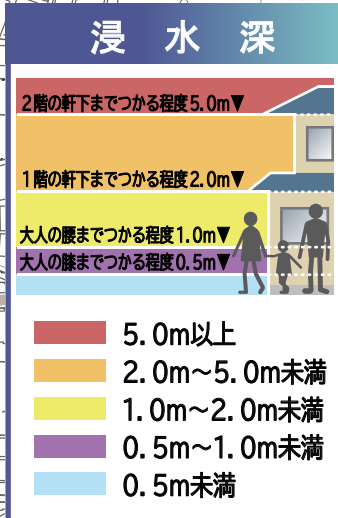 浸水深
2階の軒下までつかる程度5.0m▼
1階の軒下までつかる程度2.0m▼
大人の腰までつかる程度1.0m▼
大人の膝までつかる程度0.5m▼
5.0m以上
2.0m～5.0m未満
1.0m～2.0m未満
0.5m～1.0m未満
0.5m未満